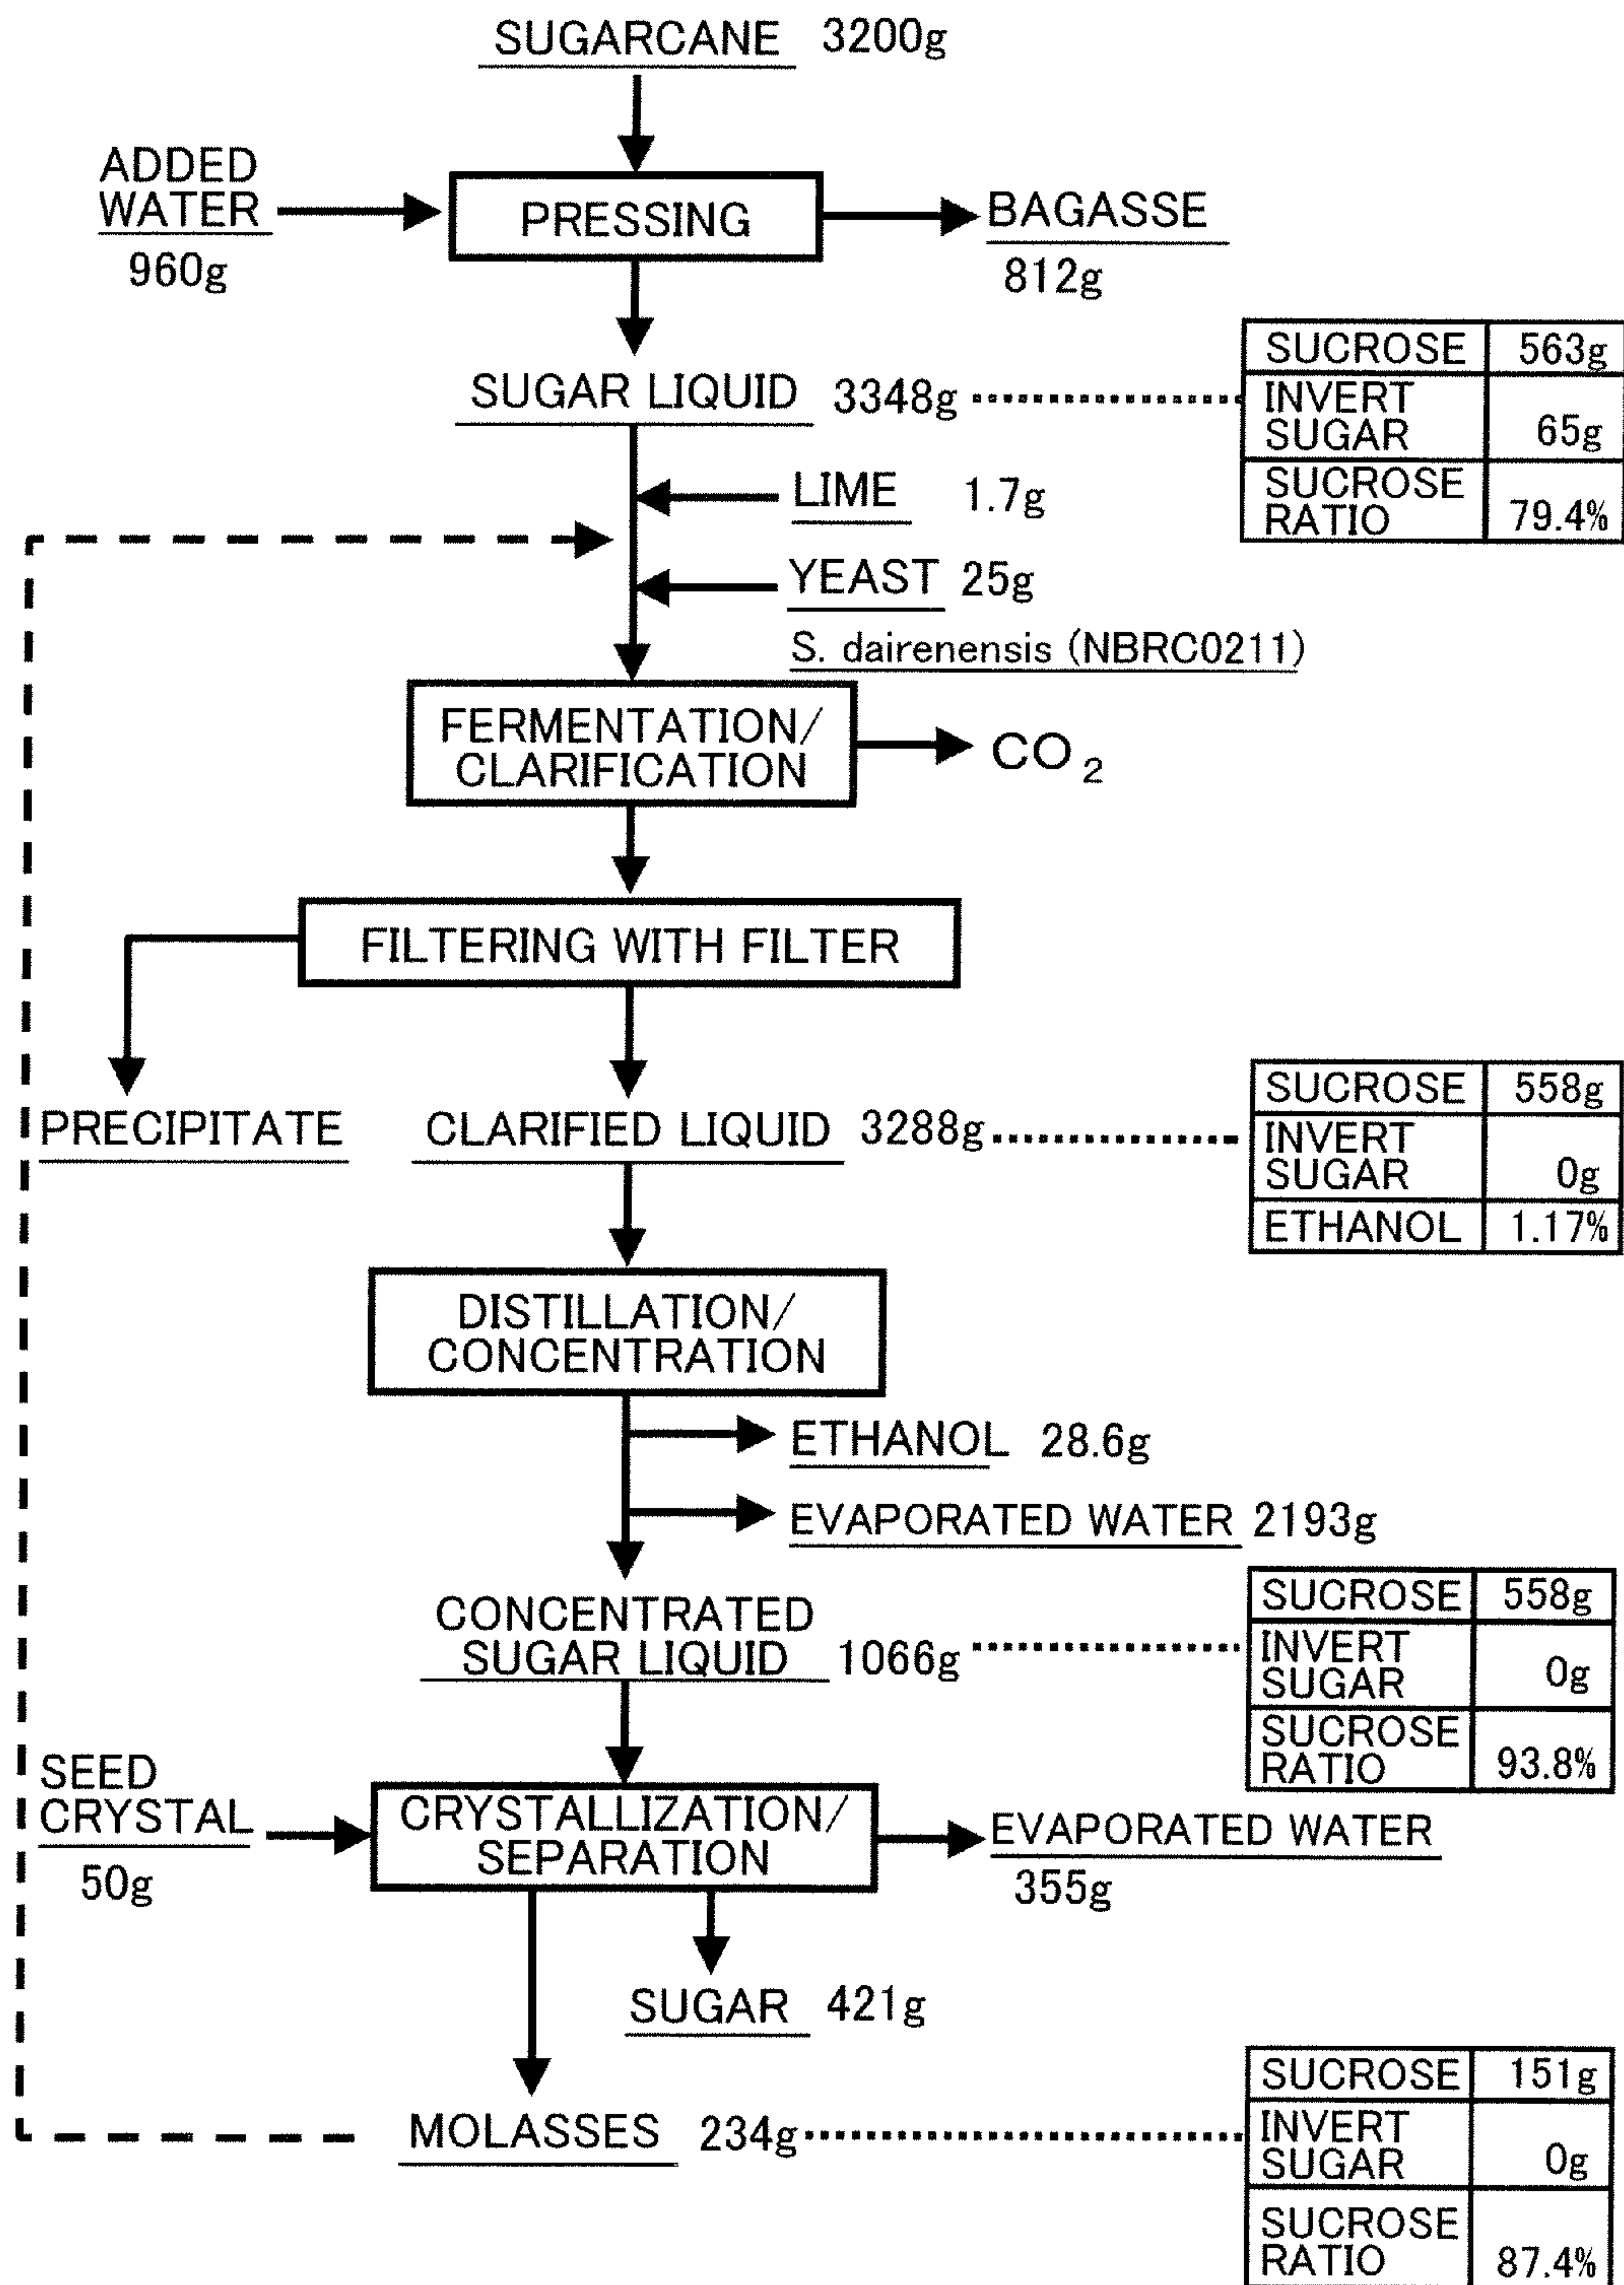 SUGARCANE 3200g
ADDED
WATER
960g
PRESSING
BAGASSE
812g
SUGAR LIQUID 3348g
SUCROSE 563g
INVERT
SUGAR 65g
SUCROSE
RATIO 79.4%
LIME 1.7g
YEAST 25g
S. dairenensis (NBRC0211)
FERMENTATION/
CLARIFICATION
CO2
FILTERING WITH FILTER
PRECIPITATE
CLARIFIED LIQUID 3288g
SUCROSE 558g
INVERT
SUGAR 0g
ETHANOL 1.17%
DISTILLATION/
CONCENTRATION
ETHANOL 28.6g
EVAPORATED WATER 2193g
CONCENTRATED
SUGAR LIQUID 1066g
SUCROSE 558g
INVERT
SUGAR 0g
SUCROSE
RATIO 93.8%
SEED
CRYSTAL
50g
CRYSTALLIZATION/
SEPARATION
EVAPORATED WATER
355g
SUGAR 421g
MOLASSES 234g
SUCROSE 151g
INVERT
SUGAR 0g
SUCROSE
RATIO 87.4%